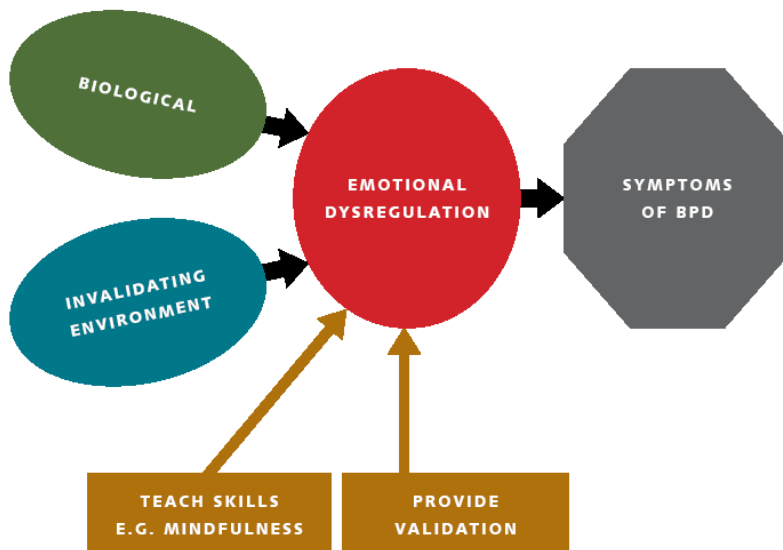 BIOLOGICAL
INVALIDATING
ENVIRONMENT
EMOTIONAL
DYSREGULATION
SYMPTOMS
OF BPD
TEACH SKILLS
E.G. MINDFULNESS
PROVIDE
VALIDATION